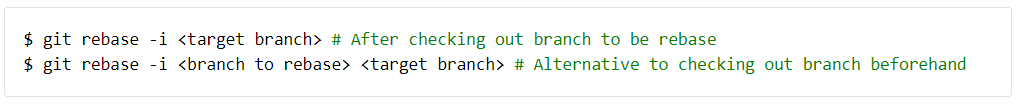 $ git rebase -i <target branch> # After checking out branch to be rebase
$ git rebase -i <branch to rebase> <target branch> # Alternative to checking out branch beforehand